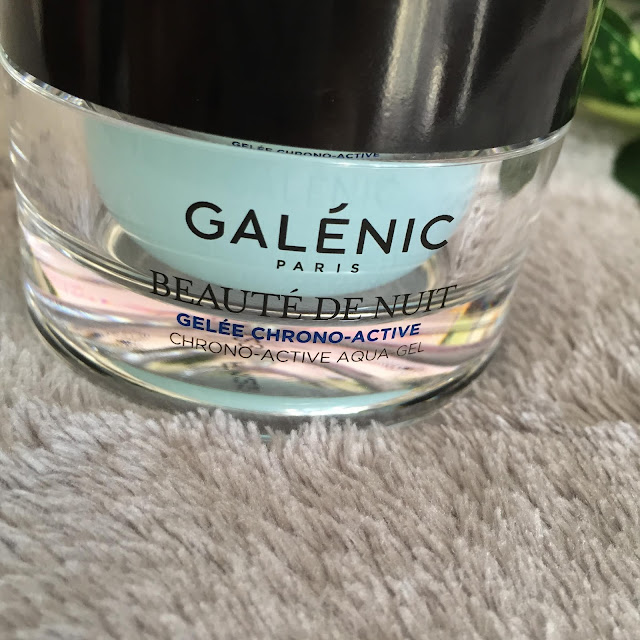 GELÉE CHRONO-ACTIVE
GALÉNIC
PARIS
BEAUTÉ DE NUIT
GELÉE CHRONO-ACTIVE
CHRONO-ACTIVE AQUA-GEL